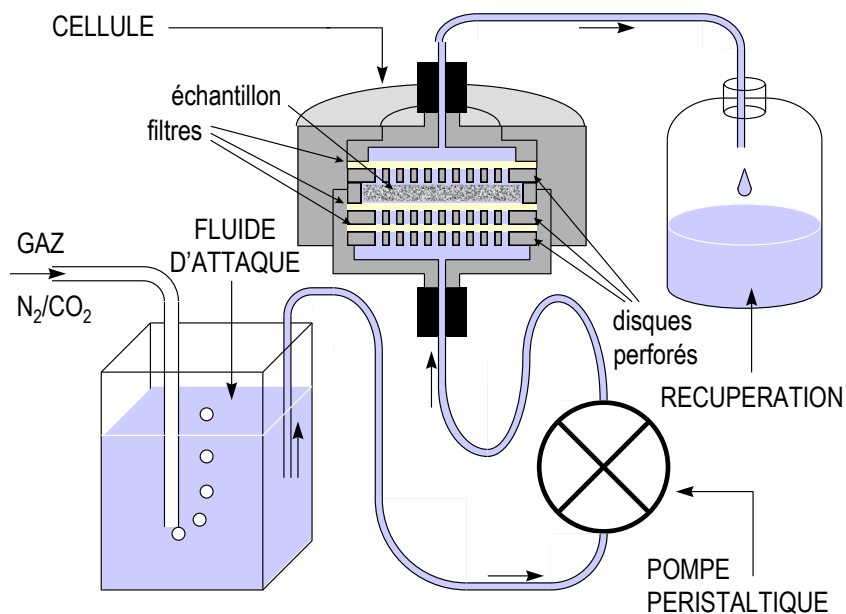 CELLULE
échantillon
filtres
GAZ
N₂/CO₂
FLUIDE
D'ATTAQUE
disques
perforés
RECUPERATION
POMPE
PERISTALTIQUE